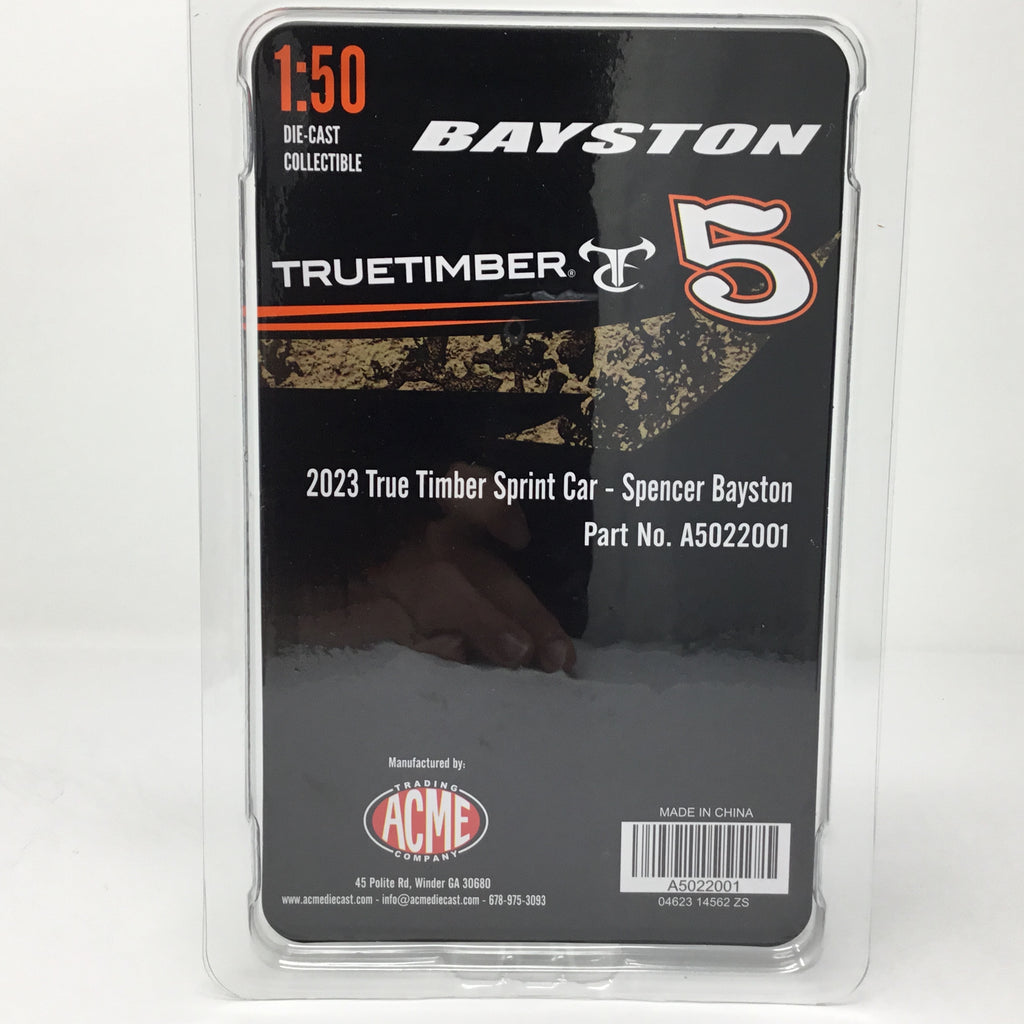 1:50
DIE-CAST
COLLECTIBLE
BAYSTON
TRUETIMBER®
5
2023 True Timber Sprint Car - Spencer Bayston
Part No. A5022001
Manufactured by:
TRADING
ACME
COMPANY
45 Polite Rd, Winder GA 30680
www.acmediecast.com - info@acmediecast.com - 678-975-3093
MADE IN CHINA
A5022001
04623 14562 ZS